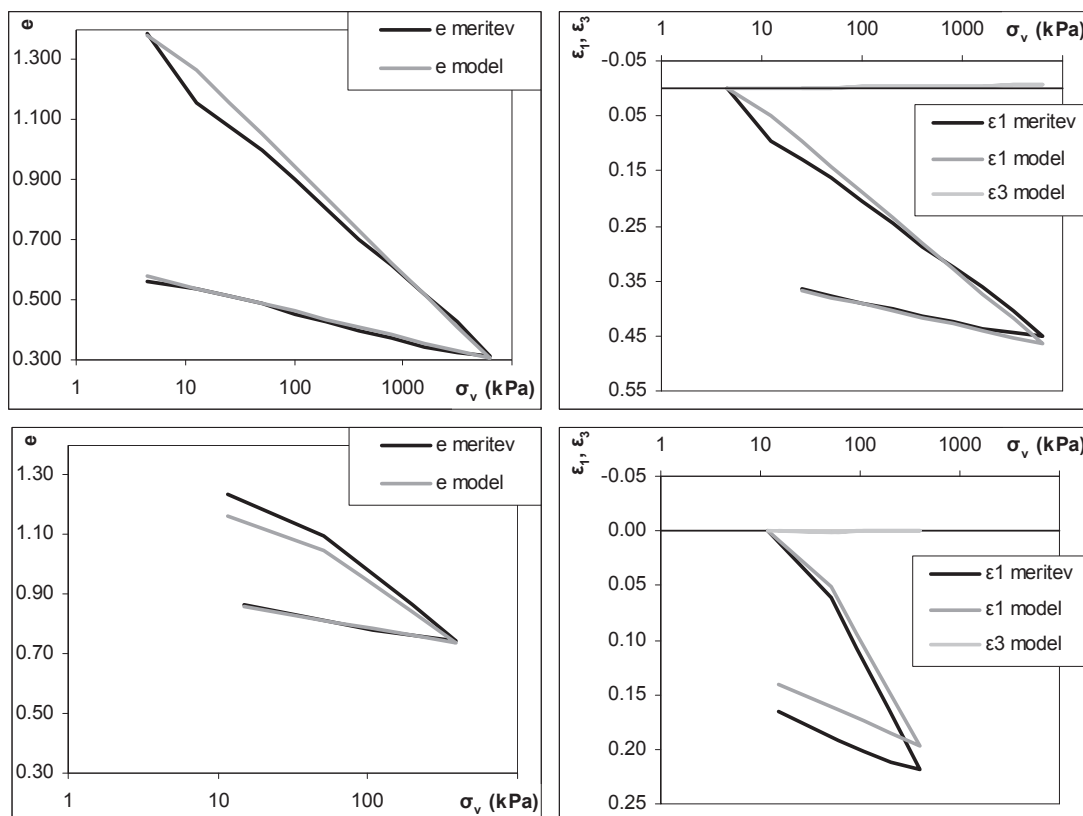 e
1.300
1.100
0.900
0.700
0.500
0.300
1
10
100
1000
σv (kPa)
e meritev
e model
ε1, ε3
1
10
100
1000
σv (kPa)
-0.05
0.05
0.15
0.25
0.35
0.45
0.55
ε1 meritev
ε1 model
ε3 model
e
1.30
1.10
0.90
0.70
0.50
0.30
1
10
100
σv (kPa)
e meritev
e model
ε1, ε3
1
10
100
1000
σv (kPa)
-0.05
0.00
0.05
0.10
0.15
0.20
0.25
ε1 meritev
ε1 model
ε3 model